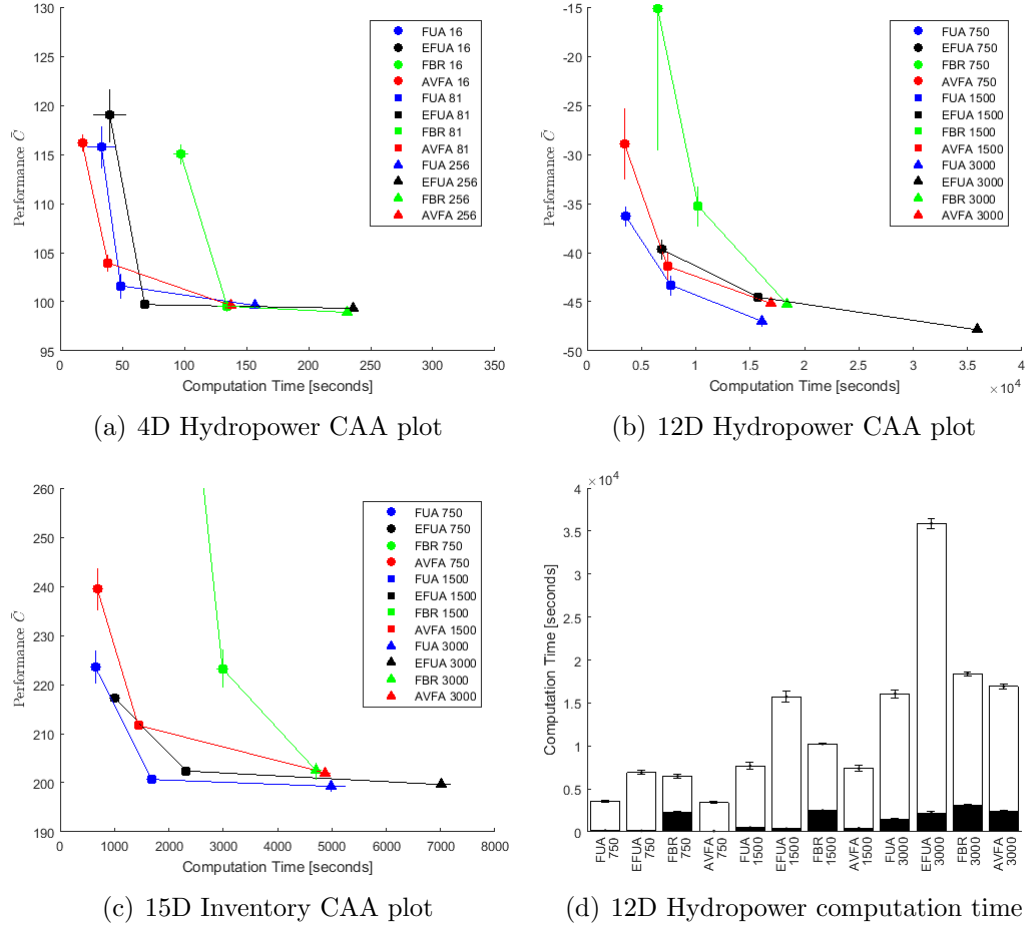 130
125
120
115
110
105
100
95
Performance C̄
0
50
100
150
200
250
300
350
Computation Time [seconds]
FUA 16
EFUA 16
FBR 16
AVFA 16
FUA 81
EFUA 81
FBR 81
AVFA 81
FUA 256
EFUA 256
FBR 256
AVFA 256
(a) 4D Hydropower CAA plot
-15
-20
-25
-30
-35
-40
-45
-50
Performance C̄
0
0.5
1
1.5
2
2.5
3
3.5
4
×10⁴
Computation Time [seconds]
FUA 750
EFUA 750
FBR 750
AVFA 750
FUA 1500
EFUA 1500
FBR 1500
AVFA 1500
FUA 3000
EFUA 3000
FBR 3000
AVFA 3000
(b) 12D Hydropower CAA plot
260
250
240
230
220
210
200
190
Performance C̄
0
1000
2000
3000
4000
5000
6000
7000
8000
Computation Time [seconds]
FUA 750
EFUA 750
FBR 750
AVFA 750
FUA 1500
EFUA 1500
FBR 1500
AVFA 1500
FUA 3000
EFUA 3000
FBR 3000
AVFA 3000
(c) 15D Inventory CAA plot
×10⁴
4
3.5
3
2.5
2
1.5
1
0.5
0
Computation Time [seconds]
FUA
750
EFUA
750
FBR
750
AVFA
750
FUA
1500
EFUA
1500
FBR
1500
AVFA
1500
FUA
3000
EFUA
3000
FBR
3000
AVFA
3000
(d) 12D Hydropower computation time